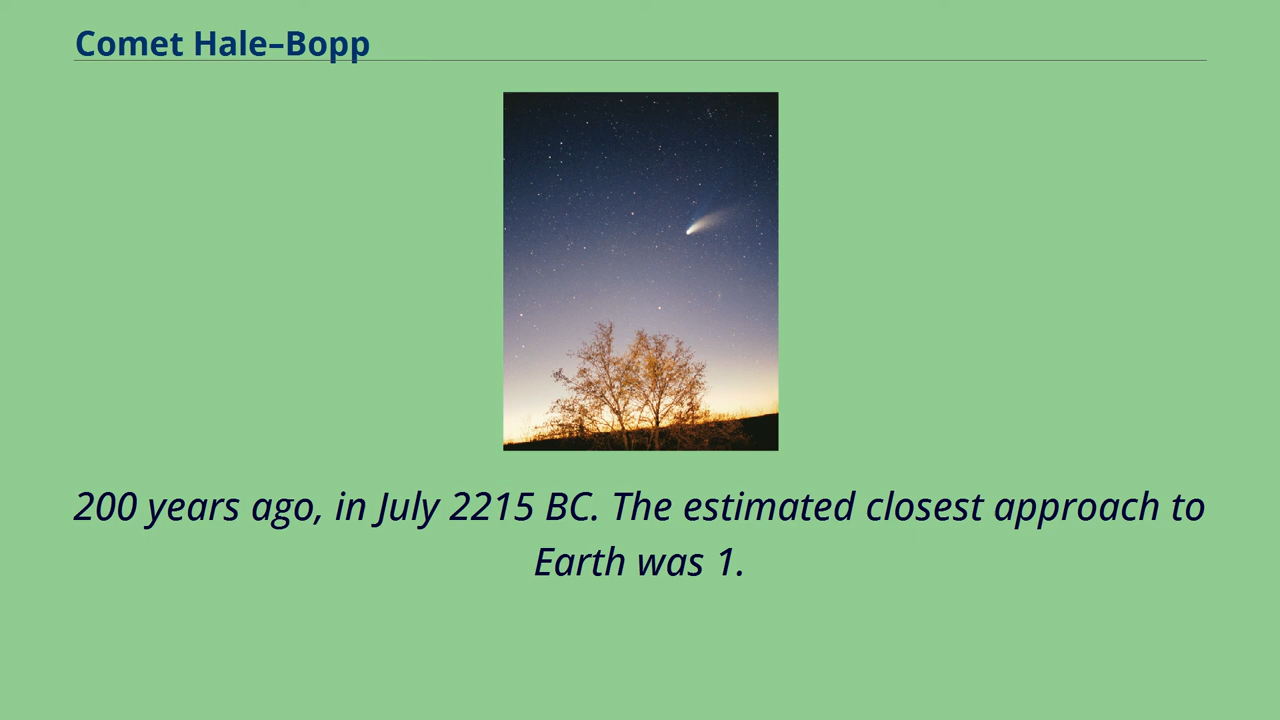 Comet Hale–Bopp
200 years ago, in July 2215 BC. The estimated closest approach to
Earth was 1.